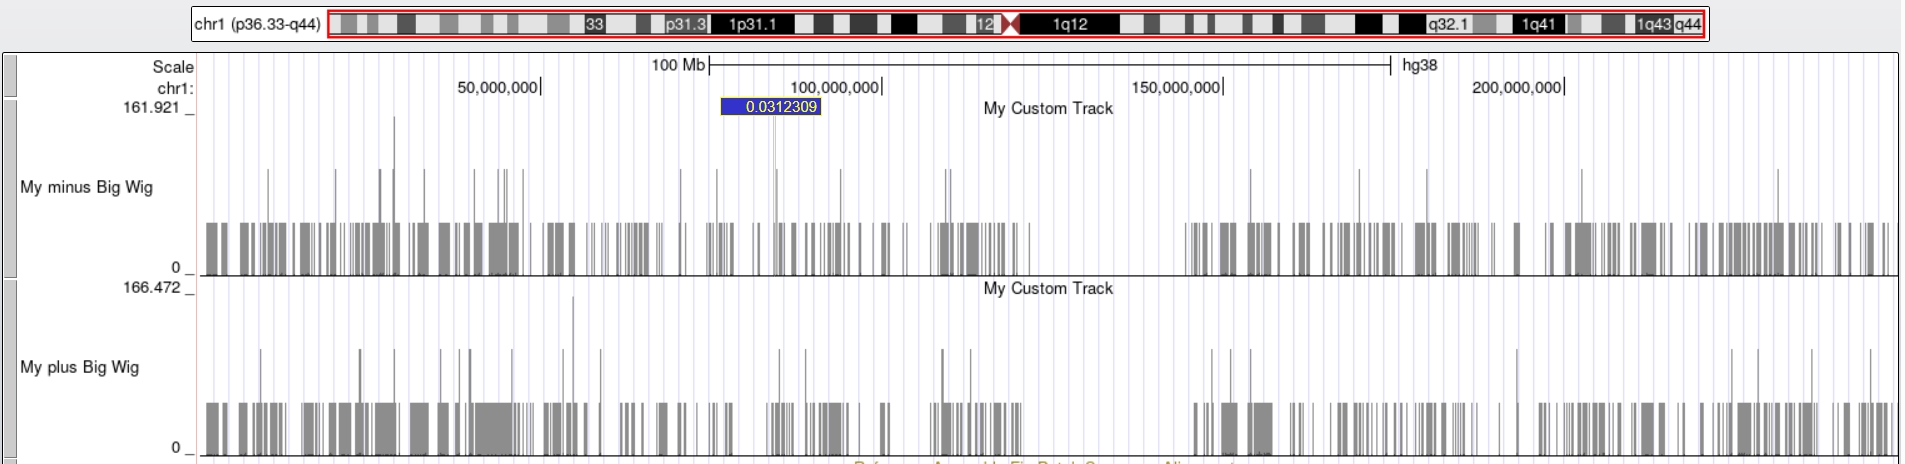 chr1 (p36.33-q44) 33 p31.3 1p31.1 12 1q12 q32.1 1q41 1q43 q44
Scale 100 Mb hg38
chr1: 50,000,000 100,000,000 150,000,000 200,000,000
161.921 _ 0.0312309 My Custom Track
My minus Big Wig
0 _
166.472 _ My Custom Track
My plus Big Wig
0 _